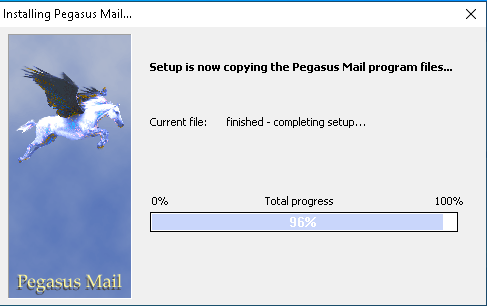 Installing Pegasus Mail...
Setup is now copying the Pegasus Mail program files...
Current file: finished - completing setup...
0% Total progress 100%
96%
Pegasus Mail